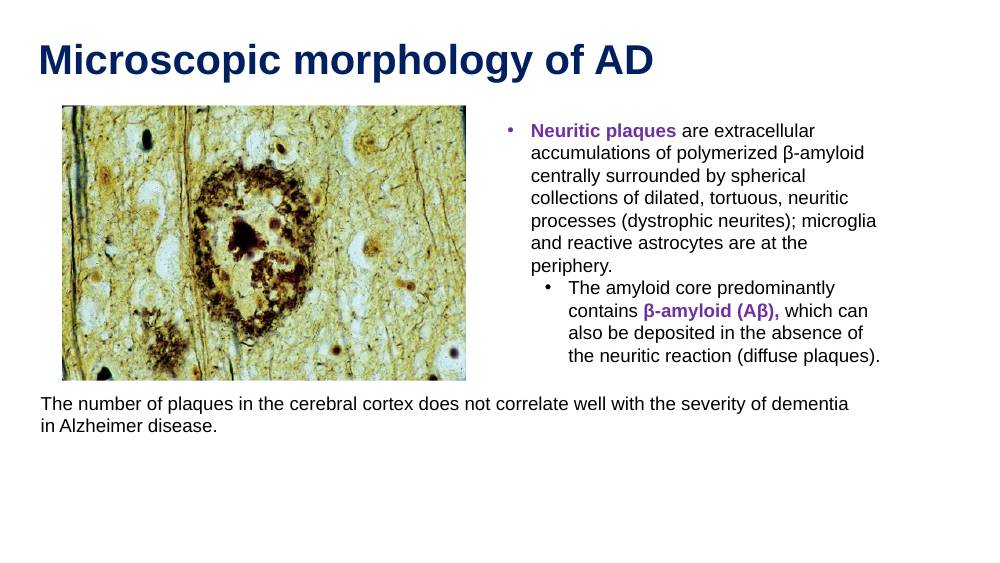 Microscopic morphology of AD
• Neuritic plaques are extracellular
accumulations of polymerized β-amyloid
centrally surrounded by spherical
collections of dilated, tortuous, neuritic
processes (dystrophic neurites); microglia
and reactive astrocytes are at the
periphery.
• The amyloid core predominantly
contains β-amyloid (Aβ), which can
also be deposited in the absence of
the neuritic reaction (diffuse plaques).
The number of plaques in the cerebral cortex does not correlate well with the severity of dementia
in Alzheimer disease.